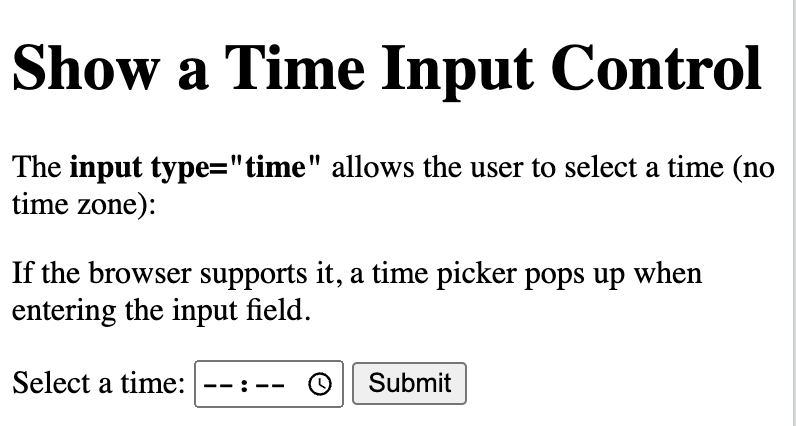 Show a Time Input Control
The input type="time" allows the user to select a time (no
time zone):
If the browser supports it, a time picker pops up when
entering the input field.
Select a time: --:-- Submit